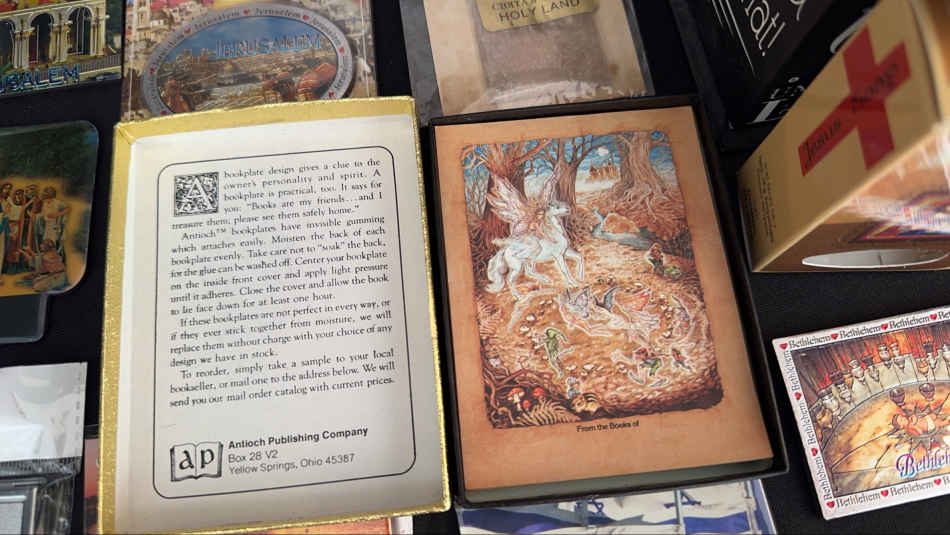 Jerusalem Jerusalem Jerusalem
JERUSALEM
USALEM
HOLY LAND
A bookplate design gives a clue to the
owner's personality and spirit. A
bookplate is practical, too. It says for
you: "Books are my friends...and I
treasure them; please see them safely home."
Antioch™ bookplates have invisible gumming
which attaches easily. Moisten the back of each
bookplate evenly. Take care not to "soak" the back,
for the glue can be washed off. Center your bookplate
on the inside front cover and apply light pressure
until it adheres. Close the cover and allow the book
to lie face down for at least one hour.
If these bookplates are not perfect in every way, or
if they ever stick together from moisture, we will
replace them without charge with your choice of any
design we have in stock.
To reorder, simply take a sample to your local
bookseller, or mail one to the address below. We will
send you our mail order catalog with current prices.
ap
Antioch Publishing Company
Box 28 V2
Yellow Springs, Ohio 45387
From the Books of
Bethlehem Bethlehem Bethlehem
Bethlehem
Bethlehem
Bethlehem Bethlehem